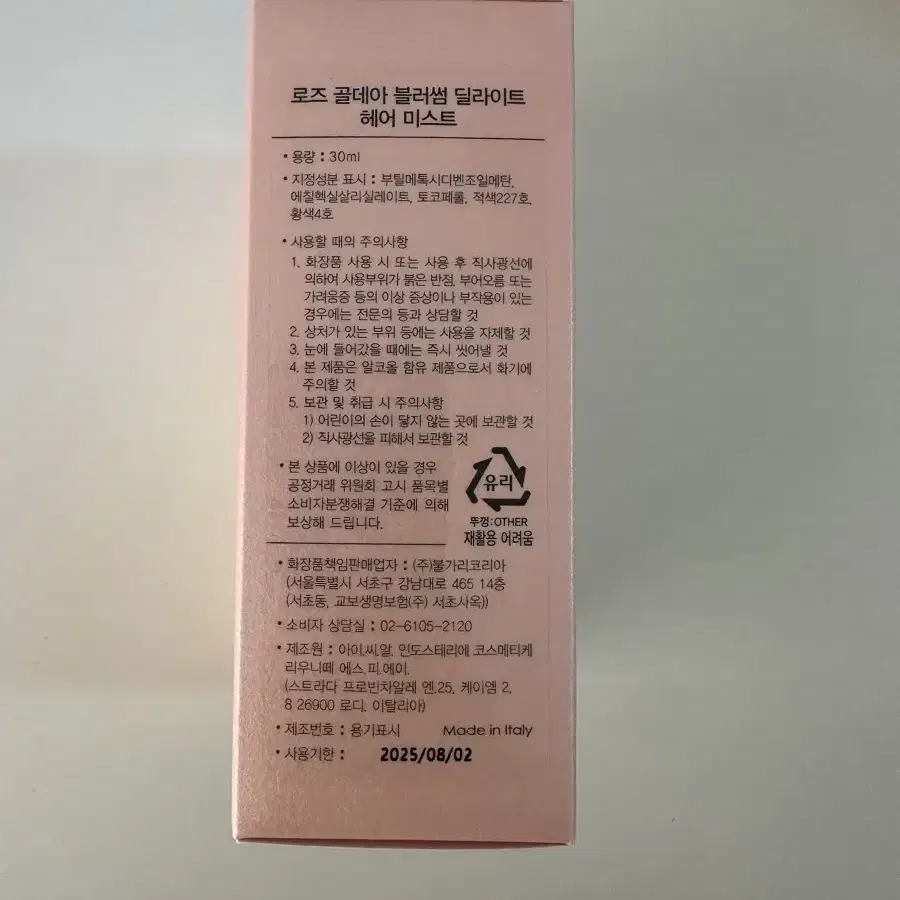 로즈 골데아 블러썸 딜라이트
헤어 미스트
• 용량 : 30ml
• 지정성분 표시 : 부틸메톡시디벤조일메탄,
에칠헥실살리실레이트, 토코페롤, 적색227호,
황색4호
• 사용할 때의 주의사항
1. 화장품 사용 시 또는 사용 후 직사광선에
의하여 사용부위가 붉은 반점, 부어오름 또는
가려움증 등의 이상 증상이나 부작용이 있는
경우에는 전문의 등과 상담할 것
2. 상처가 있는 부위 등에는 사용을 자제할 것
3. 눈에 들어갔을 때에는 즉시 씻어낼 것
4. 본 제품은 알코올 함유 제품으로서 화기에
주의할 것
5. 보관 및 취급 시 주의사항
1) 어린이의 손이 닿지 않는 곳에 보관할 것
2) 직사광선을 피해서 보관할 것
• 본 상품에 이상이 있을 경우
공정거래 위원회 고시 품목별
소비자분쟁해결 기준에 의해
보상해 드립니다.
유리
뚜껑:OTHER
재활용 어려움
• 화장품책임판매업자 : (주)불가리코리아
(서울특별시 서초구 강남대로 465 14층
(서초동, 교보생명보험(주) 서초사옥))
• 소비자 상담실 : 02-6105-2120
• 제조원 : 아이.씨.알. 인도스테리에 코스메티케
리우니떼 에스.피.에이.
(스트라다 프로빈차알레 엔.25, 케이엠 2,
8 26900 로디, 이탈리아)
• 제조번호 : 용기표시 Made in Italy
• 사용기한 : 2025/08/02